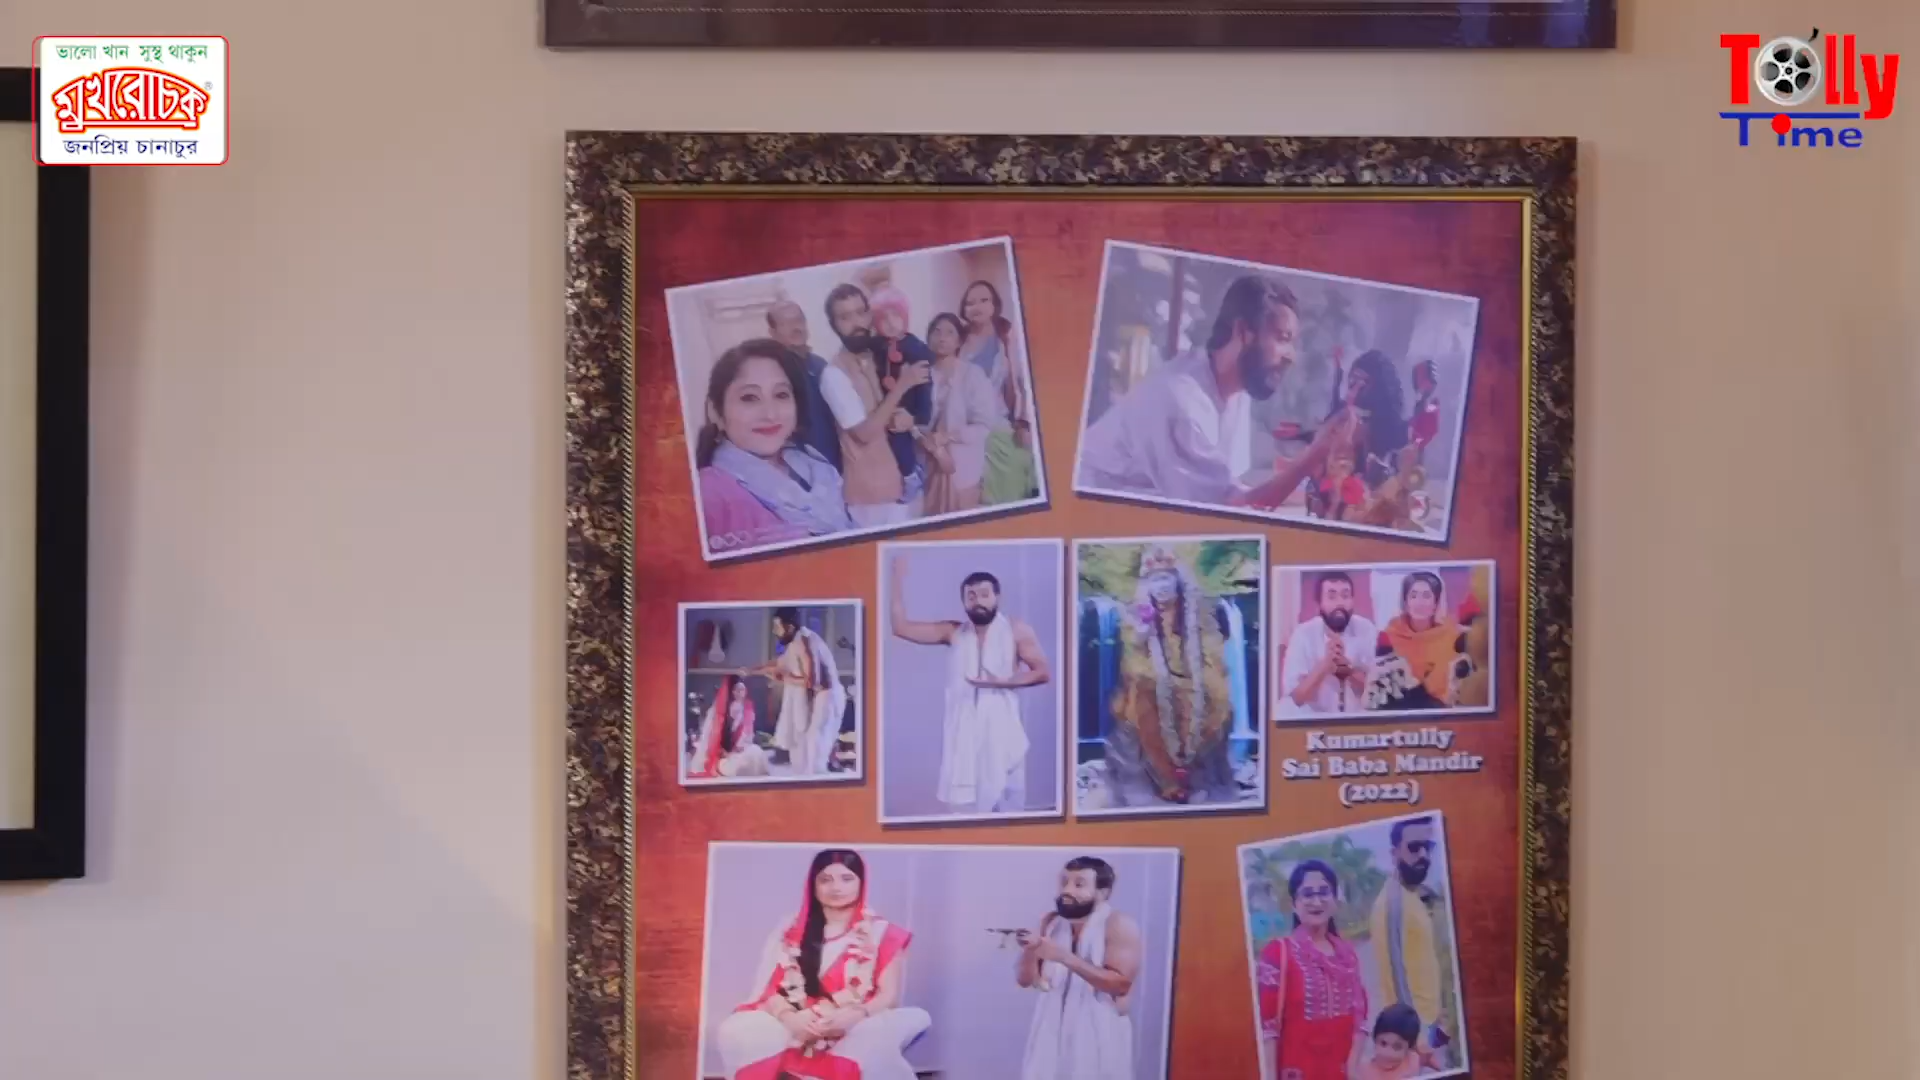 ভালো খান সুস্থ থাকুন
মুখরোচক
জনপ্রিয় চানাচুর
Tolly
Time
Kumartully
Sai Baba Mandir
(2022)